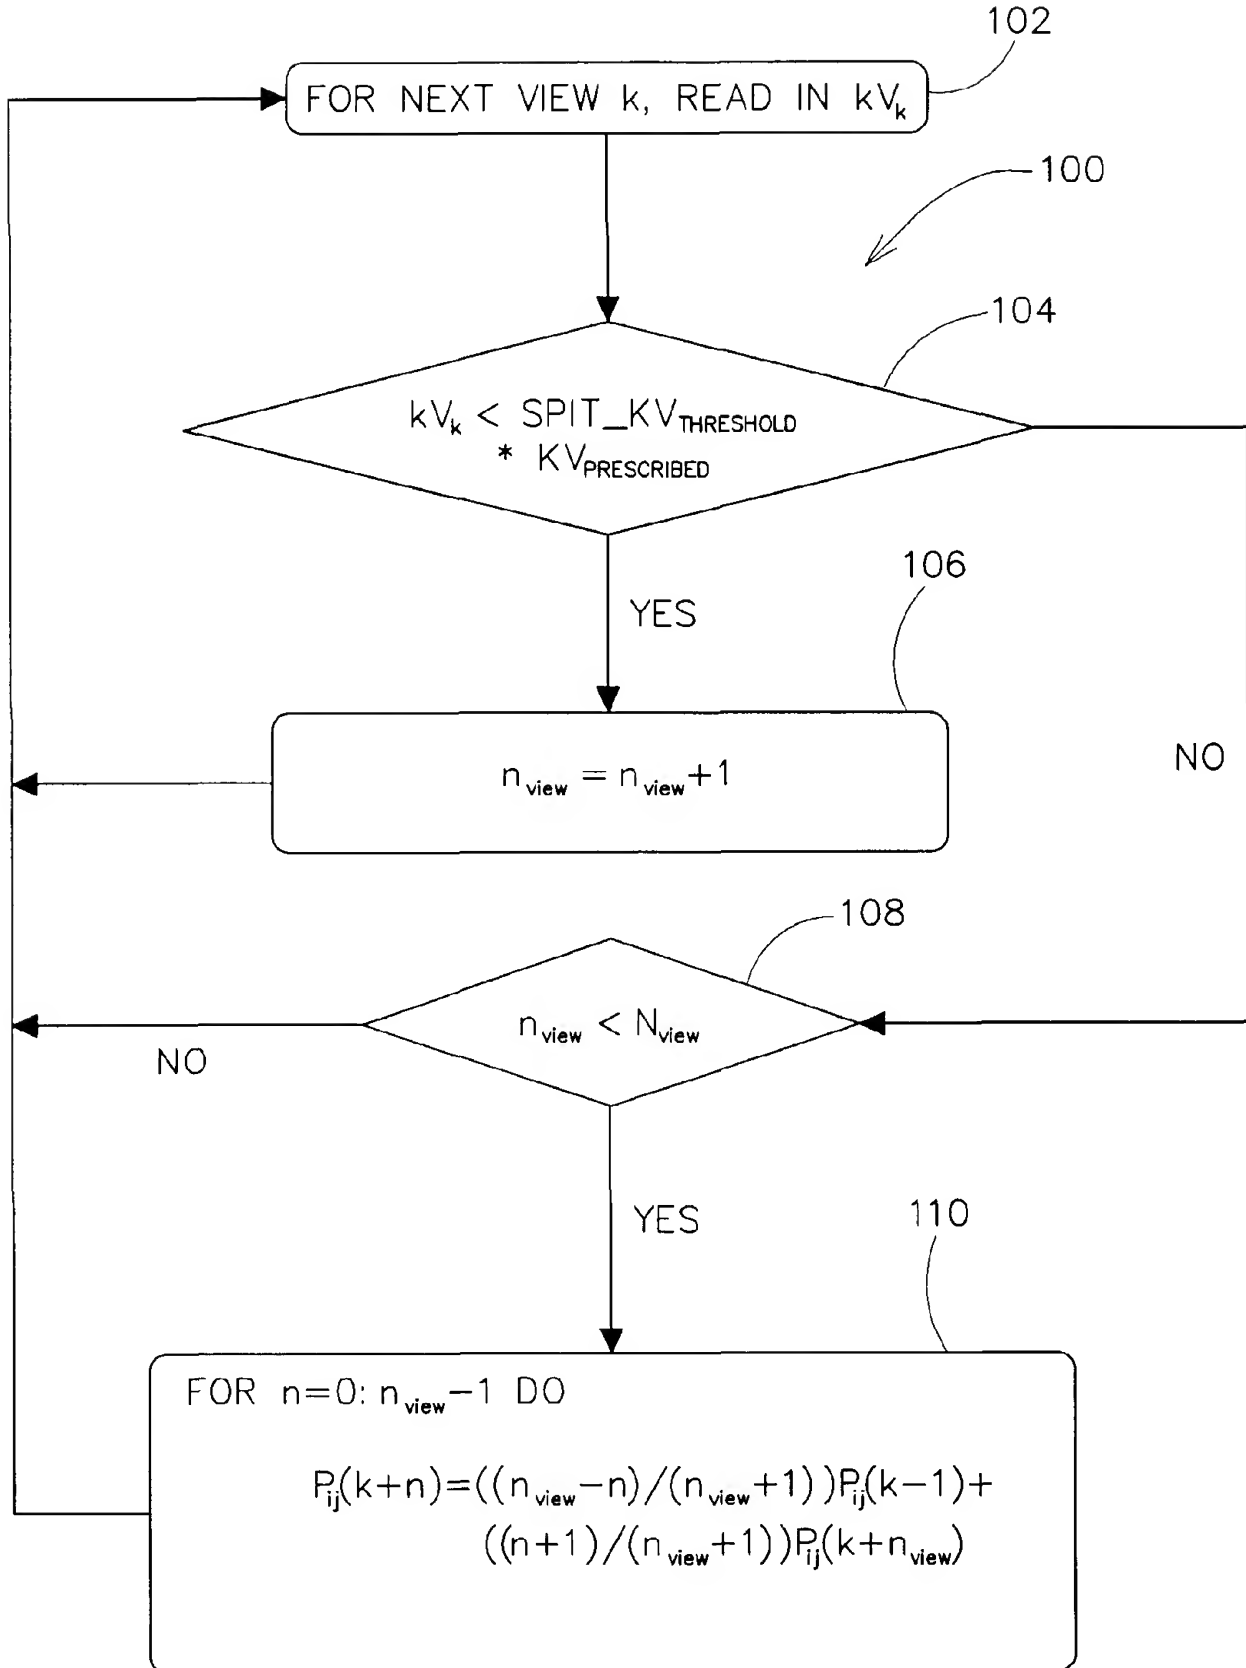 102
FOR NEXT VIEW k, READ IN kVₖ
100
104
kVₖ < SPIT_KV_THRESHOLD
* KV_PRESCRIBED
106
YES
n_view = n_view+1
NO
108
n_view < N_view
NO
YES
110
FOR n=0: n_view−1 DO
P_ij(k+n)=((n_view−n)/(n_view+1))P_ij(k−1)+
((n+1)/(n_view+1))P_ij(k+n_view)